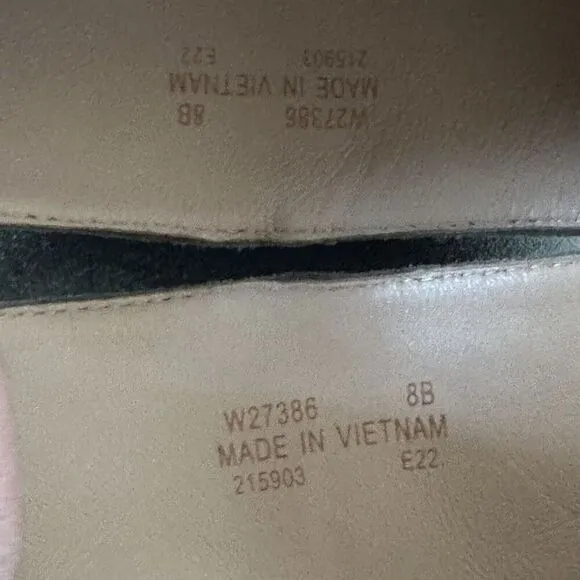 E22
215903
MADE IN VIETNAM
8B W27386
W27386 8B
MADE IN VIETNAM
215903 E22